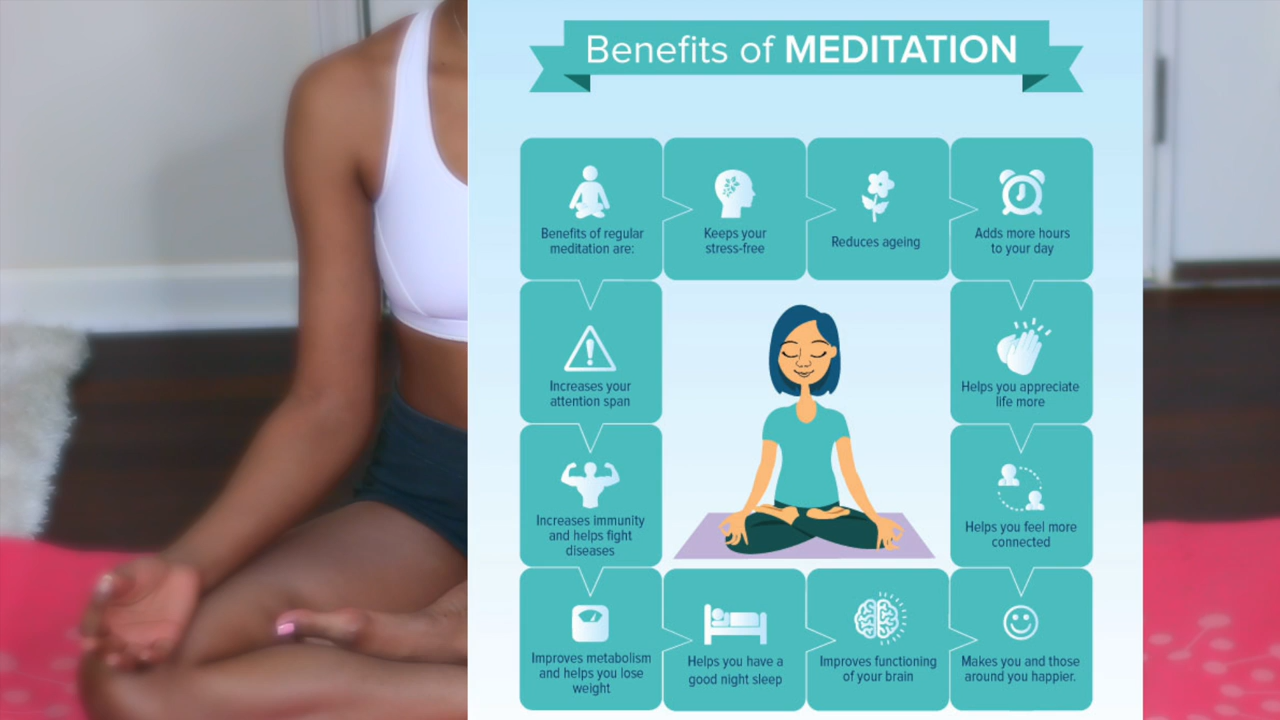 Benefits of MEDITATION
Benefits of regular
meditation are:
Keeps your
stress-free
Reduces ageing
Adds more hours
to your day
Increases your
attention span
Helps you appreciate
life more
Increases immunity
and helps fight
diseases
Helps you feel more
connected
Improves metabolism
and helps you lose
weight
Helps you have a
good night sleep
Improves functioning
of your brain
Makes you and those
around you happier.